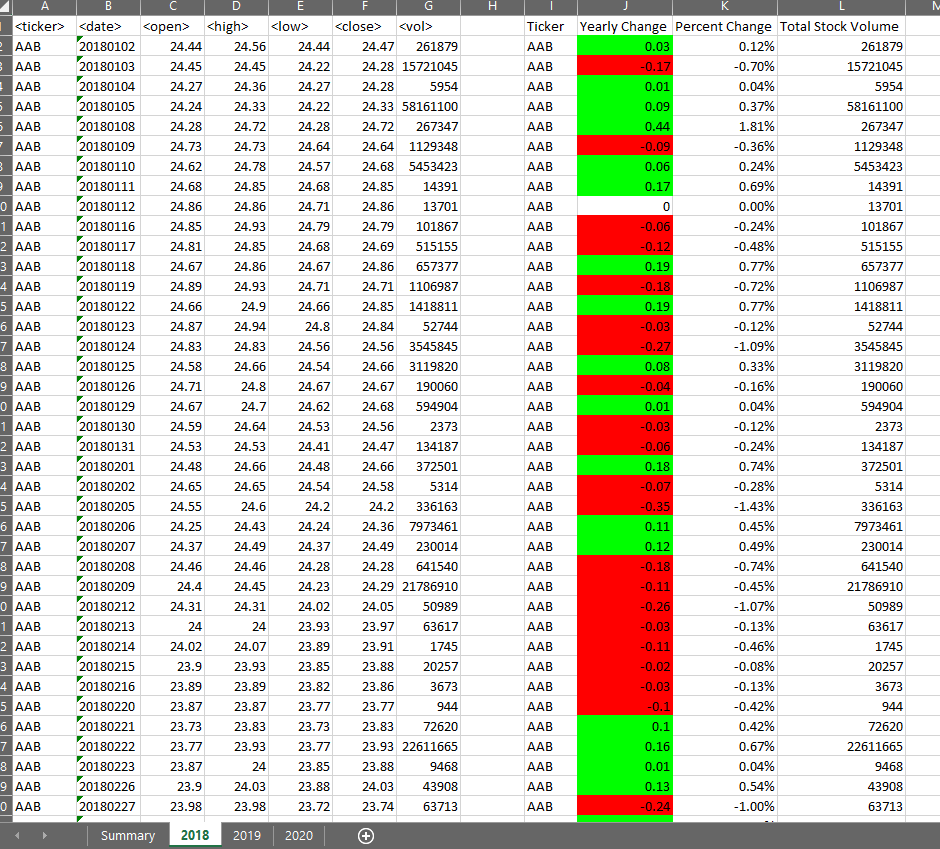 A B C D E F G H I J K L M
<ticker> <date> <open> <high> <low> <close> <vol> Ticker Yearly Change Percent Change Total Stock Volume
2 AAB 20180102 24.44 24.56 24.44 24.47 261879 AAB 0.03 0.12% 261879
3 AAB 20180103 24.45 24.45 24.22 24.28 15721045 AAB -0.17 -0.70% 15721045
4 AAB 20180104 24.27 24.36 24.27 24.28 5954 AAB 0.01 0.04% 5954
5 AAB 20180105 24.24 24.33 24.22 24.33 58161100 AAB 0.09 0.37% 58161100
6 AAB 20180108 24.28 24.72 24.28 24.72 267347 AAB 0.44 1.81% 267347
7 AAB 20180109 24.73 24.73 24.64 24.64 1129348 AAB -0.09 -0.36% 1129348
8 AAB 20180110 24.62 24.78 24.57 24.68 5453423 AAB 0.06 0.24% 5453423
9 AAB 20180111 24.68 24.85 24.68 24.85 14391 AAB 0.17 0.69% 14391
0 AAB 20180112 24.86 24.86 24.71 24.86 13701 AAB 0 0.00% 13701
1 AAB 20180116 24.85 24.93 24.79 24.79 101867 AAB -0.06 -0.24% 101867
2 AAB 20180117 24.81 24.85 24.68 24.69 515155 AAB -0.12 -0.48% 515155
3 AAB 20180118 24.67 24.86 24.67 24.86 657377 AAB 0.19 0.77% 657377
4 AAB 20180119 24.89 24.93 24.71 24.71 1106987 AAB -0.18 -0.72% 1106987
5 AAB 20180122 24.66 24.9 24.66 24.85 1418811 AAB 0.19 0.77% 1418811
6 AAB 20180123 24.87 24.94 24.8 24.84 52744 AAB -0.03 -0.12% 52744
7 AAB 20180124 24.83 24.83 24.56 24.56 3545845 AAB -0.27 -1.09% 3545845
8 AAB 20180125 24.58 24.66 24.54 24.66 3119820 AAB 0.08 0.33% 3119820
9 AAB 20180126 24.71 24.8 24.67 24.67 190060 AAB -0.04 -0.16% 190060
0 AAB 20180129 24.67 24.7 24.62 24.68 594904 AAB 0.01 0.04% 594904
1 AAB 20180130 24.59 24.64 24.53 24.56 2373 AAB -0.03 -0.12% 2373
2 AAB 20180131 24.53 24.53 24.41 24.47 134187 AAB -0.06 -0.24% 134187
3 AAB 20180201 24.48 24.66 24.48 24.66 372501 AAB 0.18 0.74% 372501
4 AAB 20180202 24.65 24.65 24.54 24.58 5314 AAB -0.07 -0.28% 5314
5 AAB 20180205 24.55 24.6 24.2 24.2 336163 AAB -0.35 -1.43% 336163
6 AAB 20180206 24.25 24.43 24.24 24.36 7973461 AAB 0.11 0.45% 7973461
7 AAB 20180207 24.37 24.49 24.37 24.49 230014 AAB 0.12 0.49% 230014
8 AAB 20180208 24.46 24.46 24.28 24.28 641540 AAB -0.18 -0.74% 641540
9 AAB 20180209 24.4 24.45 24.23 24.29 21786910 AAB -0.11 -0.45% 21786910
0 AAB 20180212 24.31 24.31 24.02 24.05 50989 AAB -0.26 -1.07% 50989
1 AAB 20180213 24 24 23.93 23.97 63617 AAB -0.03 -0.13% 63617
2 AAB 20180214 24.02 24.07 23.89 23.91 1745 AAB -0.11 -0.46% 1745
3 AAB 20180215 23.9 23.93 23.85 23.88 20257 AAB -0.02 -0.08% 20257
4 AAB 20180216 23.89 23.89 23.82 23.86 3673 AAB -0.03 -0.13% 3673
5 AAB 20180220 23.87 23.87 23.77 23.77 944 AAB -0.1 -0.42% 944
6 AAB 20180221 23.73 23.83 23.73 23.83 72620 AAB 0.1 0.42% 72620
7 AAB 20180222 23.77 23.93 23.77 23.93 22611665 AAB 0.16 0.67% 22611665
8 AAB 20180223 23.87 24 23.85 23.88 9468 AAB 0.01 0.04% 9468
9 AAB 20180226 23.9 24.03 23.88 24.03 43908 AAB 0.13 0.54% 43908
0 AAB 20180227 23.98 23.98 23.72 23.74 63713 AAB -0.24 -1.00% 63713
Summary 2018 2019 2020